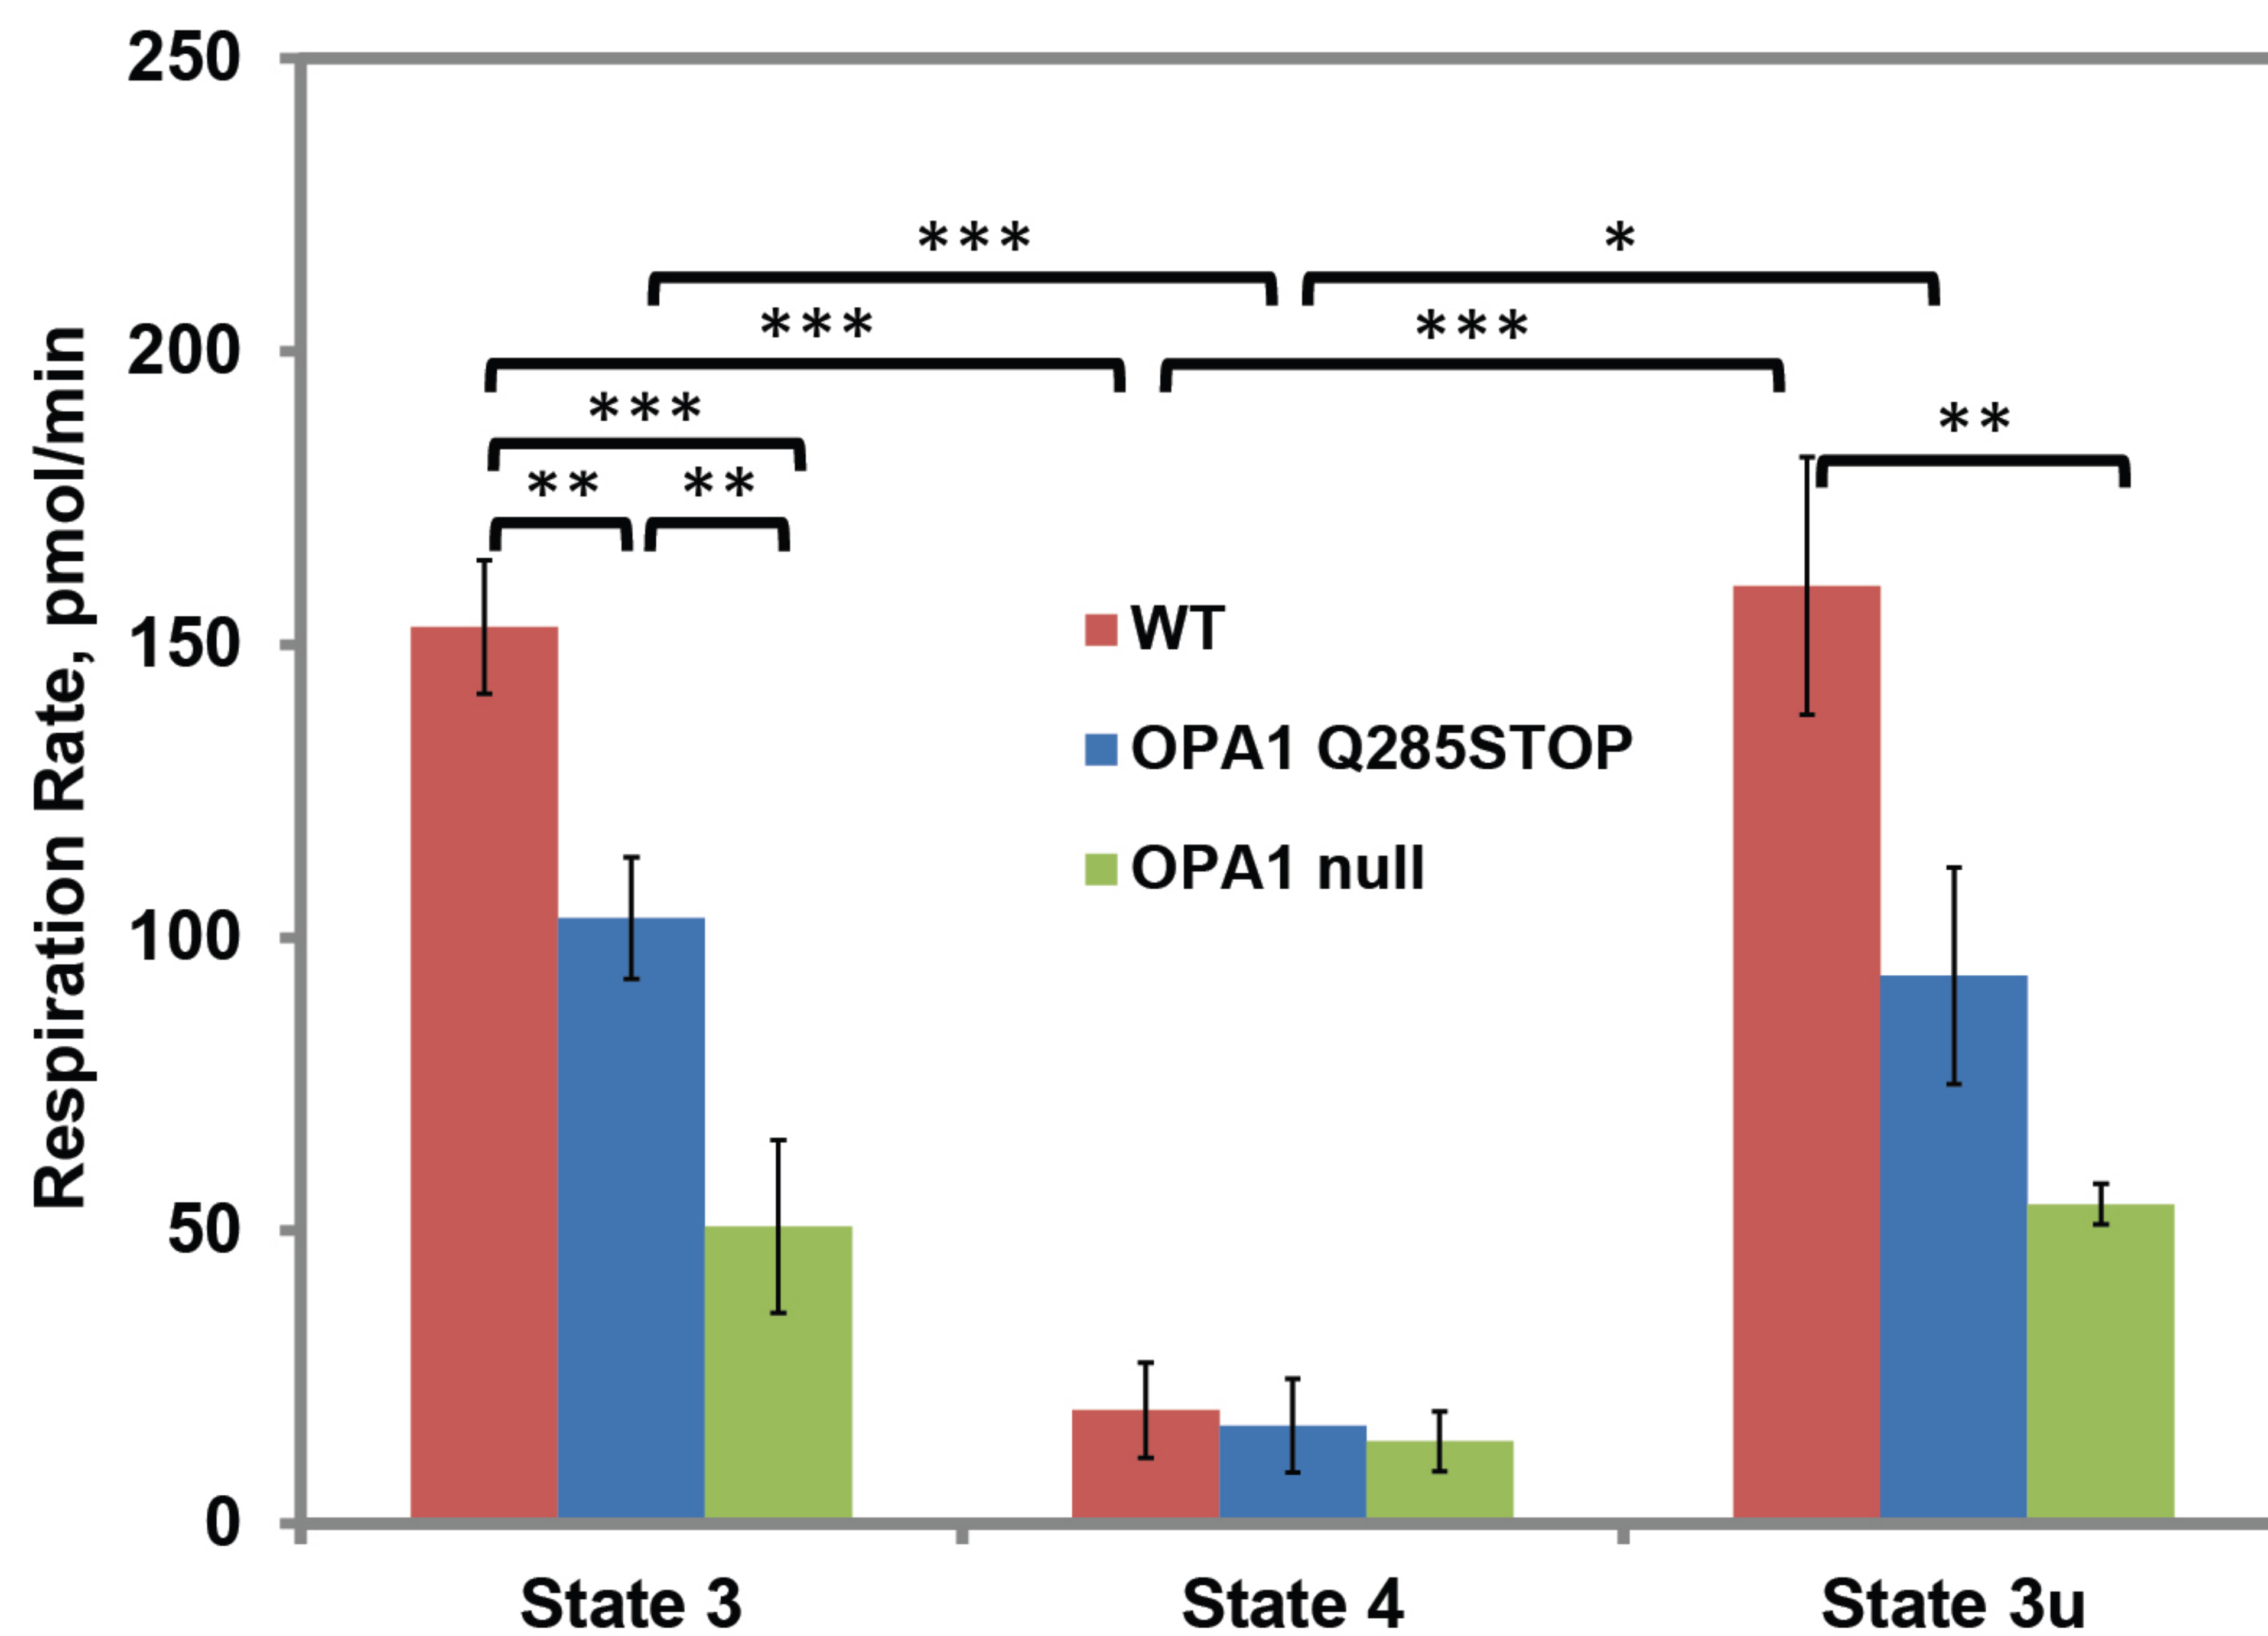 Respiration Rate, pmol/min
250
200
150
100
50
0
***
*
***
***
***
**
**
**
WT
OPA1 Q285STOP
OPA1 null
State 3
State 4
State 3u